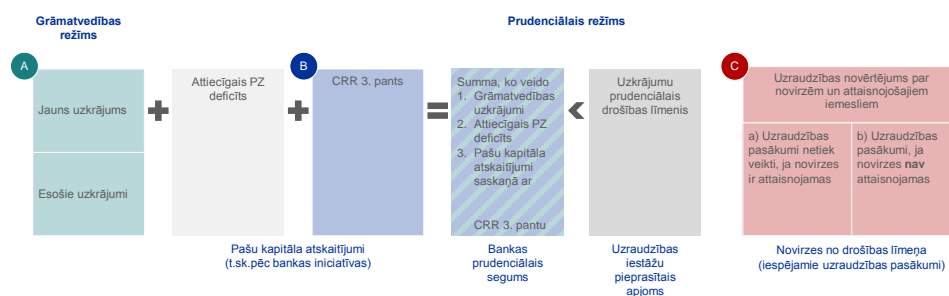 Grāmatvedības
režīms
Prudenciālais režīms
A
Jauns uzkrājums
Esošie uzkrājumi
Attiecīgais PZ
deficīts
B
CRR 3. pants
Pašu kapitāla atskaitījumi
(t.sk.pēc bankas iniciatīvas)
Summa, ko veido
1. Grāmatvedības
uzkrājumi
2. Attiecīgais PZ
deficīts
3. Pašu kapitāla
atskaitījumi
saskaņā ar
CRR 3. pantu
Bankas
prudenciālais
segums
Uzkrājumu
prudenciālais
drošības līmenis
Uzraudzības
iestāžu
pieprasītais
apjoms
C
Uzraudzības novērtējums par
novirzēm un attaisnojošajiem
iemesliem
a) Uzraudzības
pasākumi netiek
veikti, ja novirzes
ir attaisnojamas
b) Uzraudzības
pasākumi, ja
novirzes nav
attaisnojamas
Novirzes no drošības līmeņa
(iespējamie uzraudzības pasākumi)